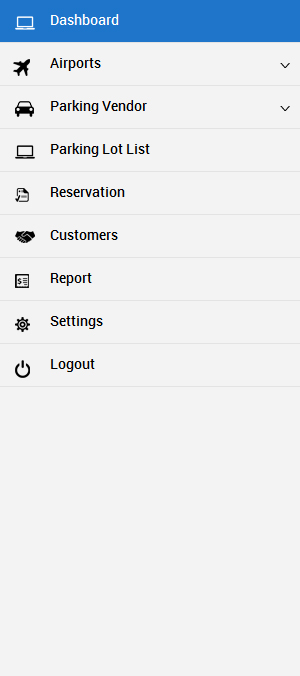 Dashboard
Airports
Parking Vendor
Parking Lot List
Reservation
Customers
Report
Settings
Logout